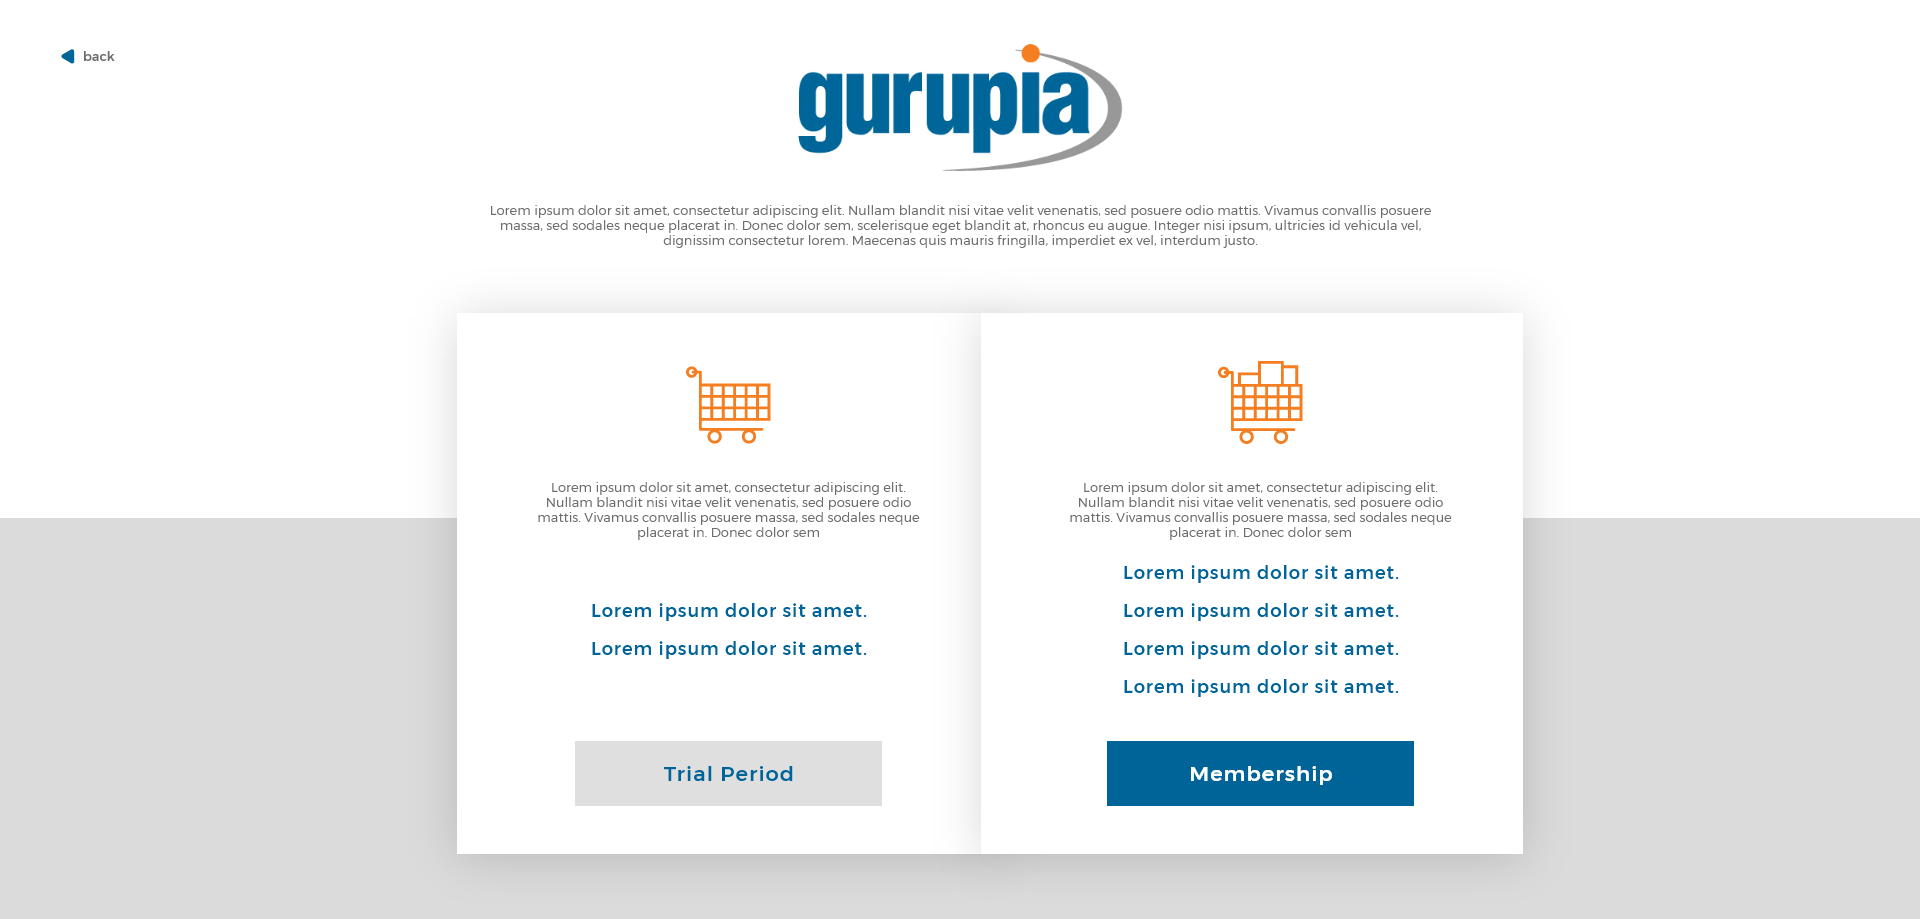 back
gurupia
Lorem ipsum dolor sit amet, consectetur adipiscing elit. Nullam blandit nisi vitae velit venenatis, sed posuere odio mattis. Vivamus convallis posuere
massa, sed sodales neque placerat in. Donec dolor sem, scelerisque eget blandit at, rhoncus eu augue. Integer nisi ipsum, ultricies id vehicula vel,
dignissim consectetur lorem. Maecenas quis mauris fringilla, imperdiet ex vel, interdum justo.
Lorem ipsum dolor sit amet, consectetur adipiscing elit.
Nullam blandit nisi vitae velit venenatis, sed posuere odio
mattis. Vivamus convallis posuere massa, sed sodales neque
placerat in. Donec dolor sem
Lorem ipsum dolor sit amet.
Lorem ipsum dolor sit amet.
Trial Period
Lorem ipsum dolor sit amet, consectetur adipiscing elit.
Nullam blandit nisi vitae velit venenatis, sed posuere odio
mattis. Vivamus convallis posuere massa, sed sodales neque
placerat in. Donec dolor sem
Lorem ipsum dolor sit amet.
Lorem ipsum dolor sit amet.
Lorem ipsum dolor sit amet.
Lorem ipsum dolor sit amet.
Membership